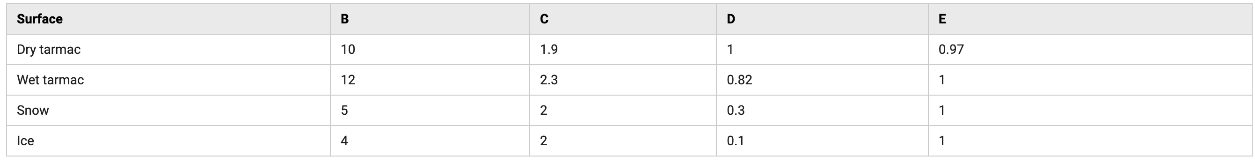 Surface B C D E
Dry tarmac 10 1.9 1 0.97
Wet tarmac 12 2.3 0.82 1
Snow 5 2 0.3 1
Ice 4 2 0.1 1